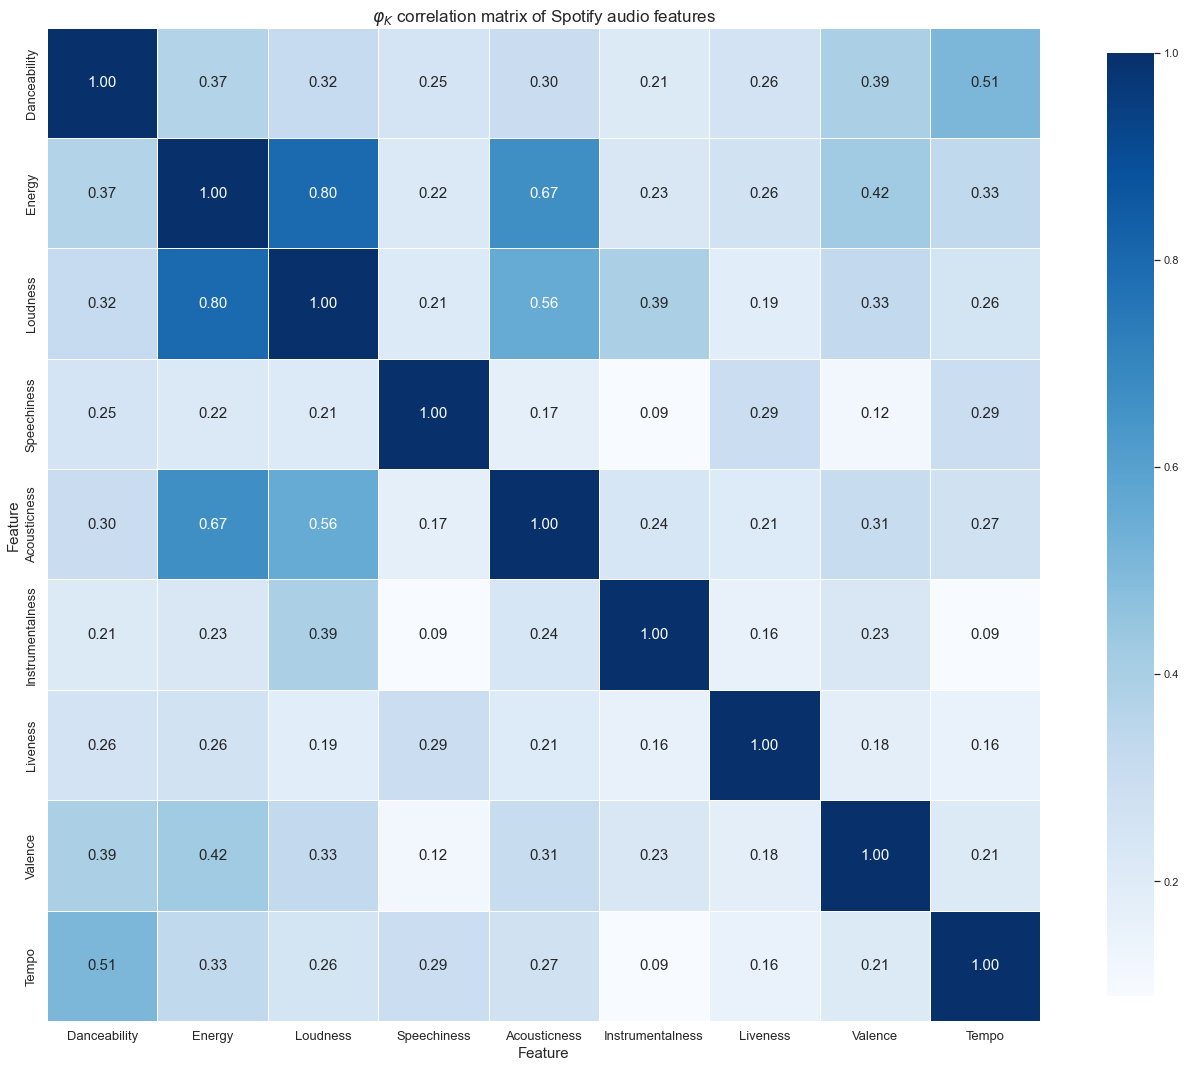 φK correlation matrix of Spotify audio features
Danceability 1.00 0.37 0.32 0.25 0.30 0.21 0.26 0.39 0.51
Energy 0.37 1.00 0.80 0.22 0.67 0.23 0.26 0.42 0.33
Loudness 0.32 0.80 1.00 0.21 0.56 0.39 0.19 0.33 0.26
Speechiness 0.25 0.22 0.21 1.00 0.17 0.09 0.29 0.12 0.29
Feature
Acousticness 0.30 0.67 0.56 0.17 1.00 0.24 0.21 0.31 0.27
Instrumentalness 0.21 0.23 0.39 0.09 0.24 1.00 0.16 0.23 0.09
Liveness 0.26 0.26 0.19 0.29 0.21 0.16 1.00 0.18 0.16
Valence 0.39 0.42 0.33 0.12 0.31 0.23 0.18 1.00 0.21
Tempo 0.51 0.33 0.26 0.29 0.27 0.09 0.16 0.21 1.00
Danceability Energy Loudness Speechiness Acousticness Instrumentalness Liveness Valence Tempo
Feature
1.0
0.8
0.6
0.4
0.2